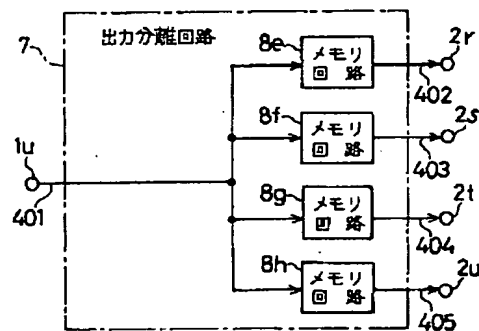 7
出力分離回路
8e
メモリ
回路
2r
402
8f
メモリ
回路
2s
403
1u
401
8g
メモリ
回路
2t
404
8h
メモリ
回路
2u
405